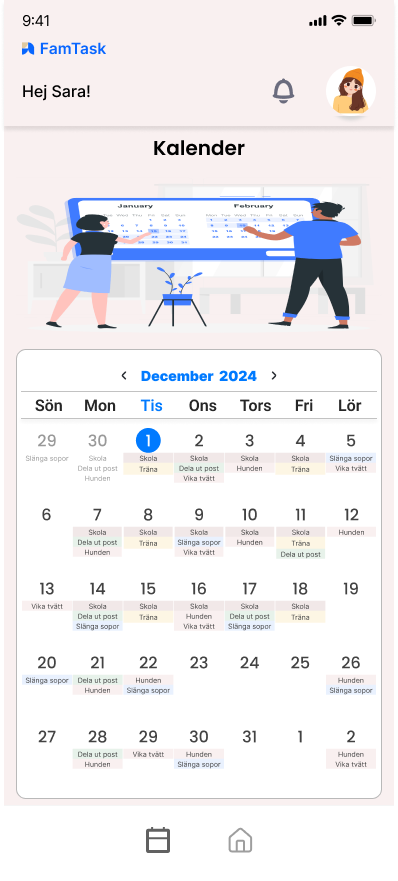 9:41
FamTask
Hej Sara!
Kalender
January February
December 2024
Sön Mon Tis Ons Tors Fri Lör
29 30 1 2 3 4 5
Slänga sopor Skola Skola Skola Skola Skola Slänga sopor
Dela ut post Träna Dela ut post Hunden Träna Vika tvätt
Hunden Vika tvätt
6 7 8 9 10 11 12
Skola Skola Skola Skola Skola Hunden
Dela ut post Träna Slänga sopor Hunden Träna
Hunden Vika tvätt Dela ut post
13 14 15 16 17 18 19
Vika tvätt Skola Skola Skola Skola Skola
Dela ut post Träna Hunden Dela ut post Träna
Slänga sopor Vika tvätt Slänga sopor
20 21 22 23 24 25 26
Slänga sopor Dela ut post Hunden Hunden
Hunden Slänga sopor Slänga sopor
27 28 29 30 31 1 2
Dela ut post Vika tvätt Hunden Hunden
Hunden Slänga sopor Vika tvätt